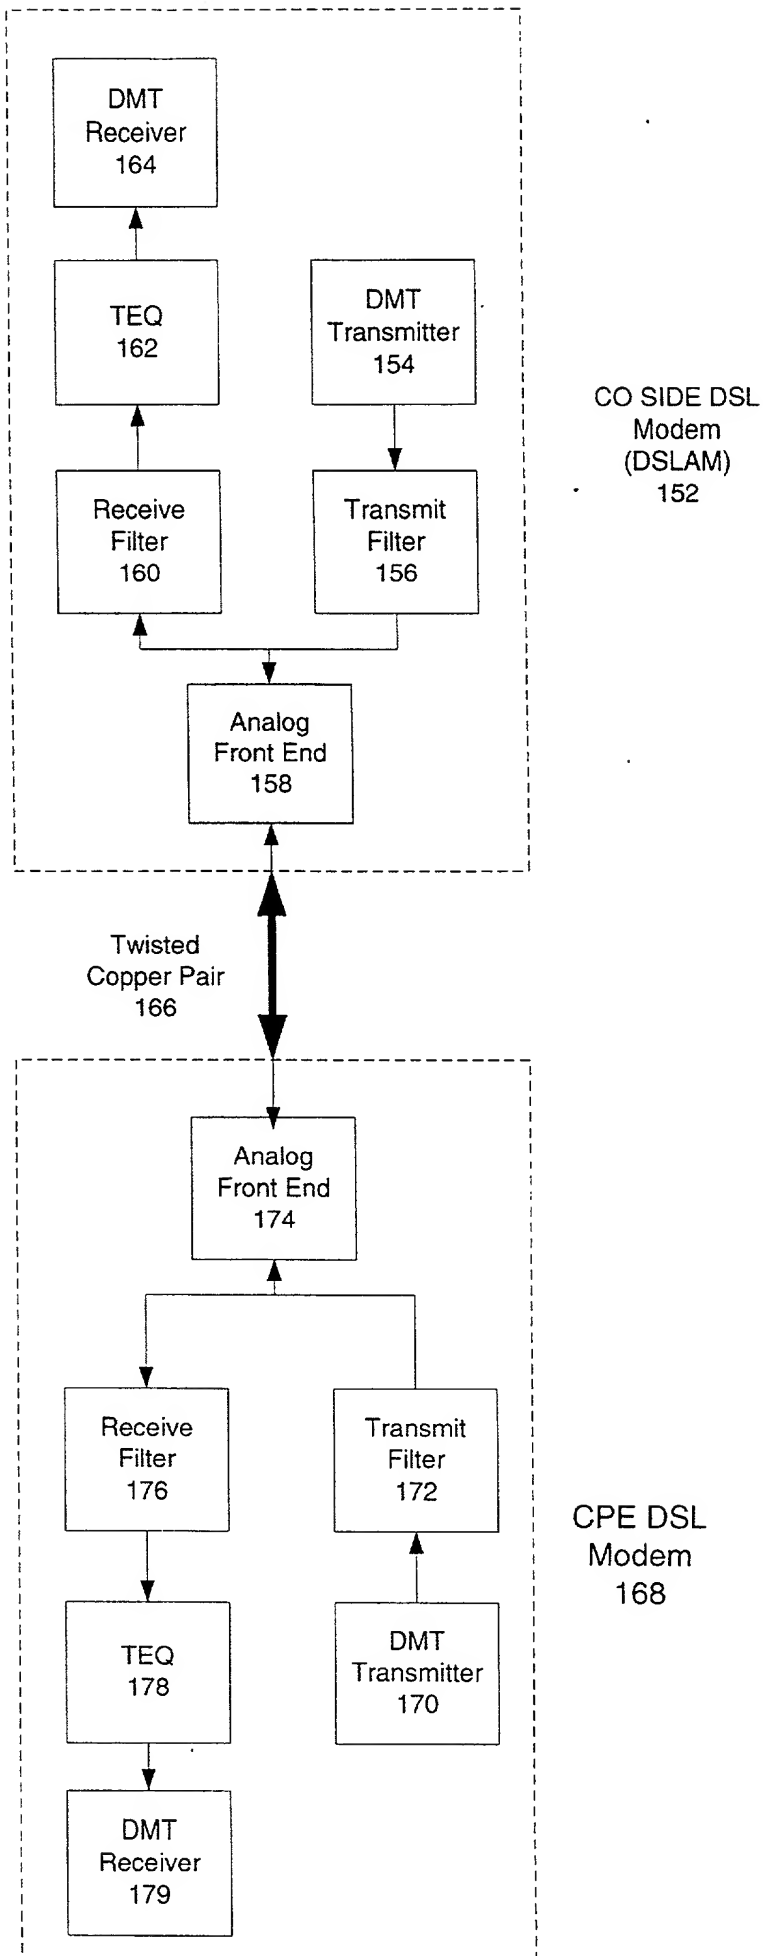 DMT
Receiver
164
TEQ
162
DMT
Transmitter
154
CO SIDE DSL
Modem
(DSLAM)
152
Receive
Filter
160
Transmit
Filter
156
Analog
Front End
158
Twisted
Copper Pair
166
Analog
Front End
174
Receive
Filter
176
Transmit
Filter
172
CPE DSL
Modem
168
TEQ
178
DMT
Transmitter
170
DMT
Receiver
179